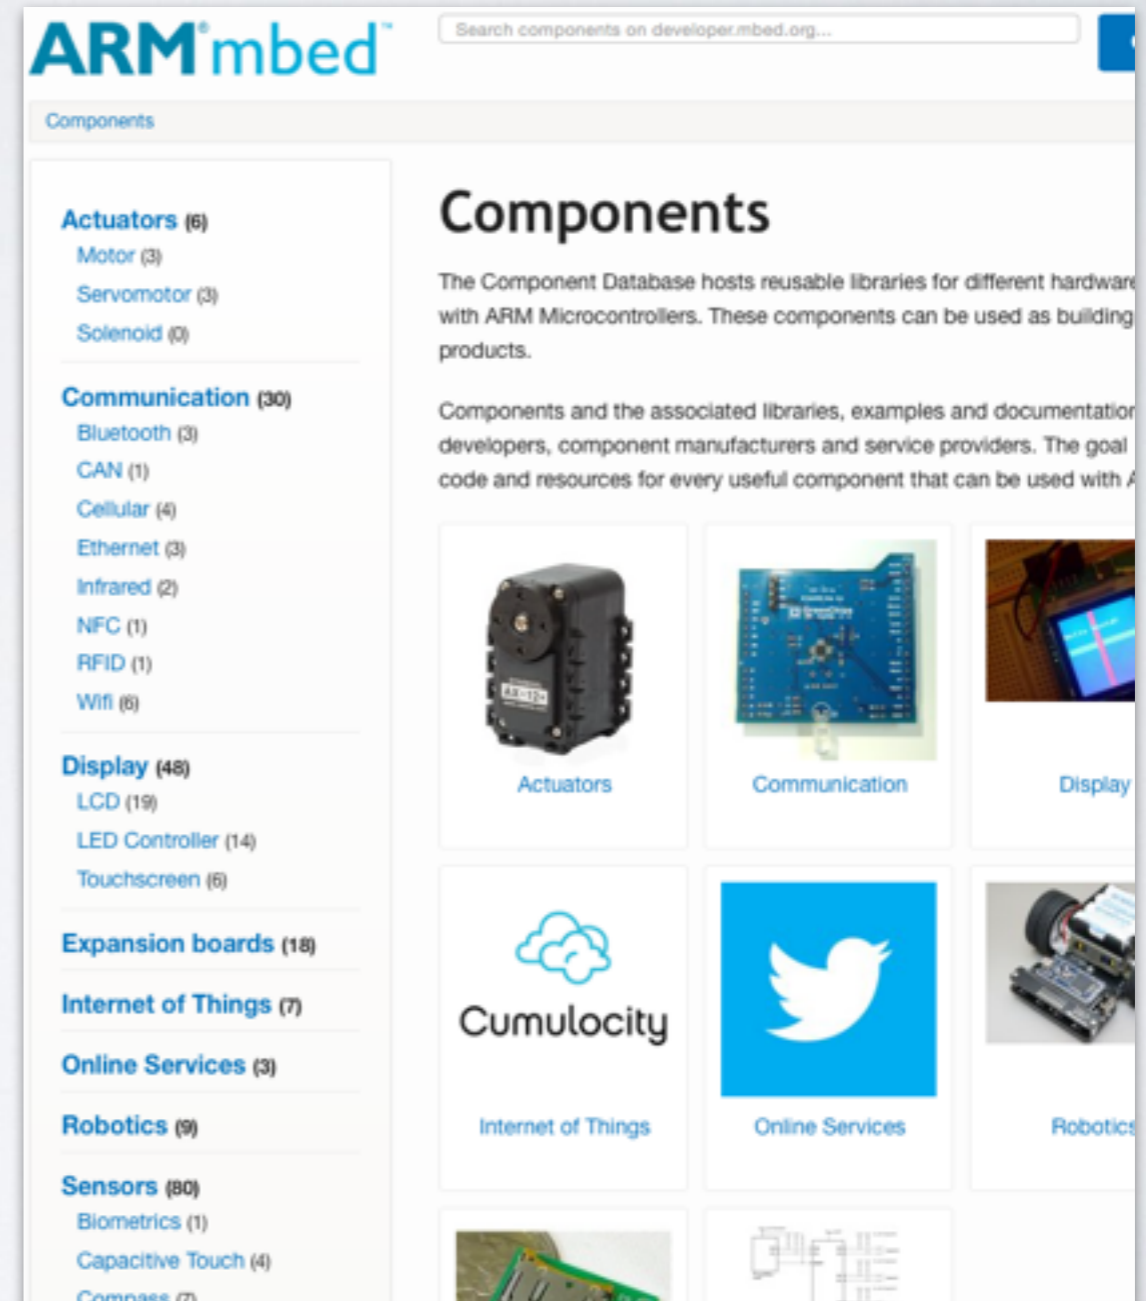 ARM®mbed™
Search components on developer.mbed.org...
Components
Actuators (6)
Motor (3)
Servomotor (3)
Solenoid (0)
Communication (30)
Bluetooth (3)
CAN (1)
Cellular (4)
Ethernet (3)
Infrared (2)
NFC (1)
RFID (1)
Wifi (6)
Display (48)
LCD (19)
LED Controller (14)
Touchscreen (6)
Expansion boards (18)
Internet of Things (7)
Online Services (3)
Robotics (9)
Sensors (80)
Biometrics (1)
Capacitive Touch (4)
Compass (7)
Components
The Component Database hosts reusable libraries for different hardware
with ARM Microcontrollers. These components can be used as building
products.
Components and the associated libraries, examples and documentation
developers, component manufacturers and service providers. The goal
code and resources for every useful component that can be used with A
AX-12+
Actuators
Communication
Display
Cumulocity
Internet of Things
Online Services
Robotics